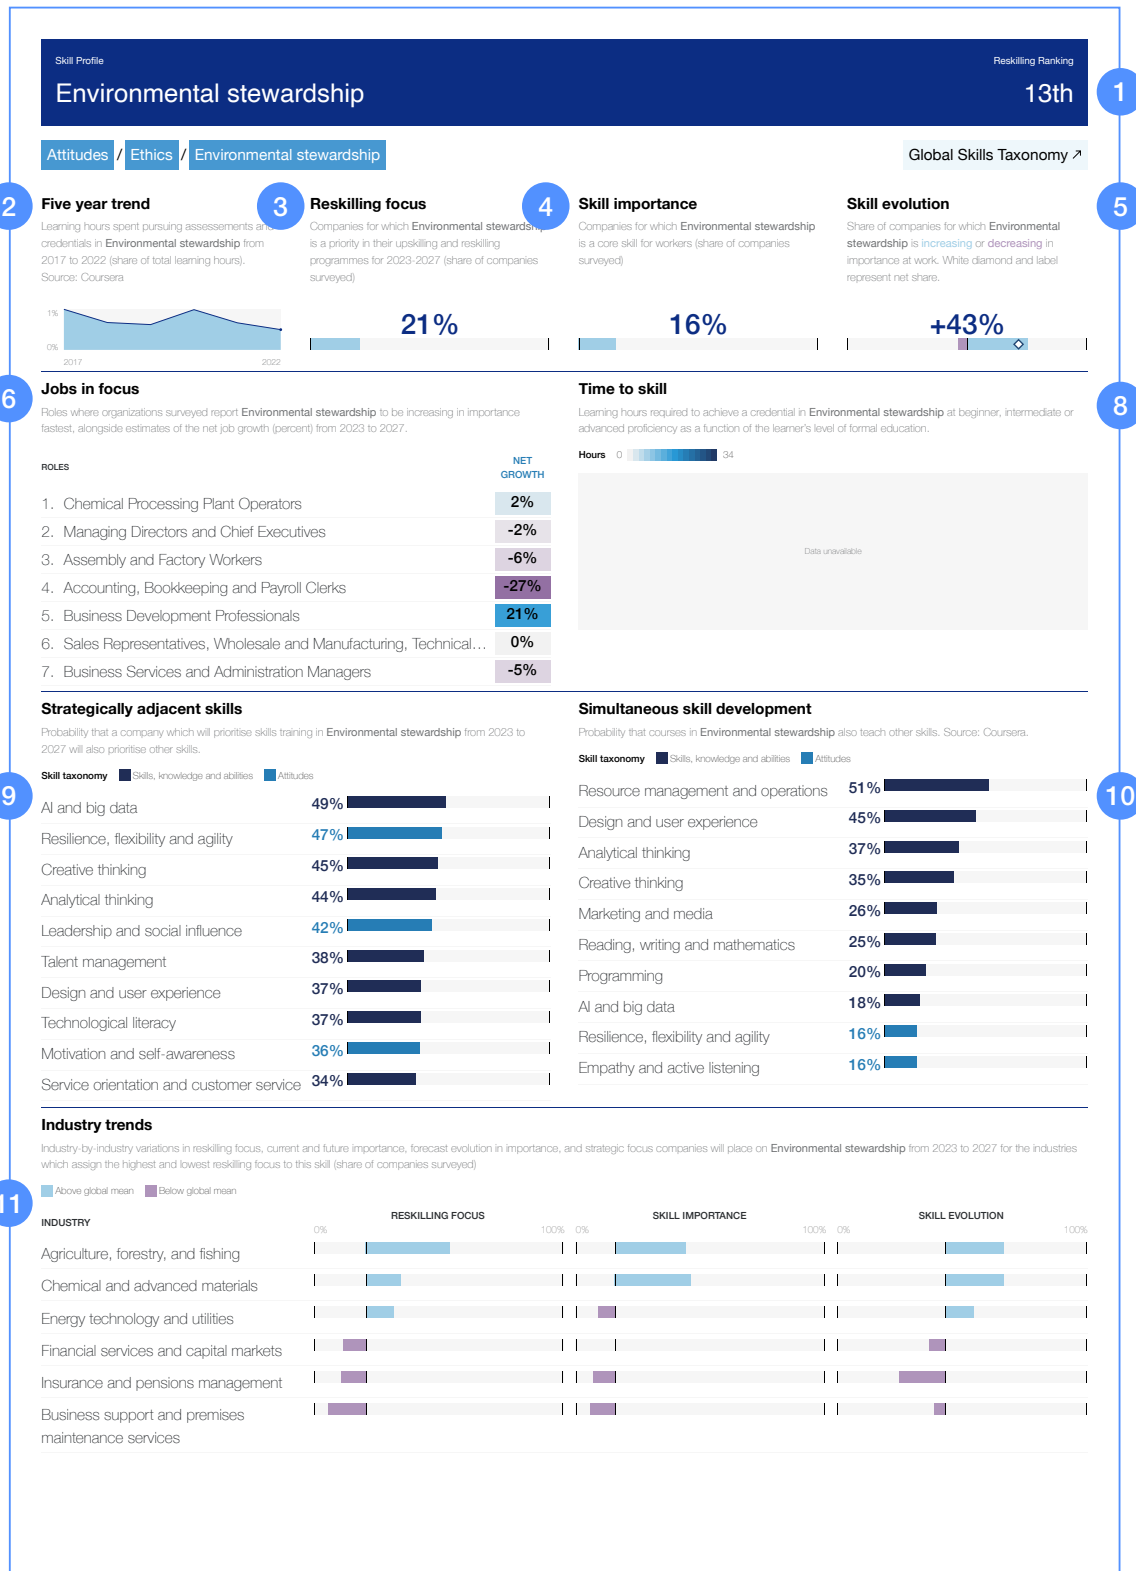 Skill Profile
Reskilling Ranking
Environmental stewardship
13th
1
Attitudes / Ethics / Environmental stewardship
Global Skills Taxonomy ↗
2
Five year trend
Learning hours spent pursuing assessements and
credentials in Environmental stewardship from
2017 to 2022 (share of total learning hours).
Source: Coursera
1%
0%
2017
2022
3
Reskilling focus
Companies for which Environmental stewardship
is a priority in their upskilling and reskilling
programmes for 2023-2027 (share of companies
surveyed)
21%
4
Skill importance
Companies for which Environmental stewardship
is a core skill for workers (share of companies
surveyed)
16%
5
Skill evolution
Share of companies for which Environmental
stewardship is increasing or decreasing in
importance at work. White diamond and label
represent net share.
+43%
6
Jobs in focus
Roles where organizations surveyed report Environmental stewardship to be increasing in importance
fastest, alongside estimates of the net job growth (percent) from 2023 to 2027.
ROLES
NET
GROWTH
1. Chemical Processing Plant Operators 2%
2. Managing Directors and Chief Executives -2%
3. Assembly and Factory Workers -6%
4. Accounting, Bookkeeping and Payroll Clerks -27%
5. Business Development Professionals 21%
6. Sales Representatives, Wholesale and Manufacturing, Technical… 0%
7. Business Services and Administration Managers -5%
8
Time to skill
Learning hours required to achieve a credential in Environmental stewardship at beginner, intermediate or
advanced proficiency as a function of the learner's level of formal education.
Hours 0 34
Data unavailable
9
Strategically adjacent skills
Probability that a company which will prioritise skills training in Environmental stewardship from 2023 to
2027 will also prioritise other skills.
Skill taxonomy Skills, knowledge and abilities Attitudes
AI and big data 49%
Resilience, flexibility and agility 47%
Creative thinking 45%
Analytical thinking 44%
Leadership and social influence 42%
Talent management 38%
Design and user experience 37%
Technological literacy 37%
Motivation and self-awareness 36%
Service orientation and customer service 34%
10
Simultaneous skill development
Probability that courses in Environmental stewardship also teach other skills. Source: Coursera.
Skill taxonomy Skills, knowledge and abilities Attitudes
Resource management and operations 51%
Design and user experience 45%
Analytical thinking 37%
Creative thinking 35%
Marketing and media 26%
Reading, writing and mathematics 25%
Programming 20%
AI and big data 18%
Resilience, flexibility and agility 16%
Empathy and active listening 16%
11
Industry trends
Industry-by-industry variations in reskilling focus, current and future importance, forecast evolution in importance, and strategic focus companies will place on Environmental stewardship from 2023 to 2027 for the industries
which assign the highest and lowest reskilling focus to this skill (share of companies surveyed)
Above global mean Below global mean
INDUSTRY
RESKILLING FOCUS
SKILL IMPORTANCE
SKILL EVOLUTION
0% 100% 0% 100% 0% 100%
Agriculture, forestry, and fishing
Chemical and advanced materials
Energy technology and utilities
Financial services and capital markets
Insurance and pensions management
Business support and premises
maintenance services